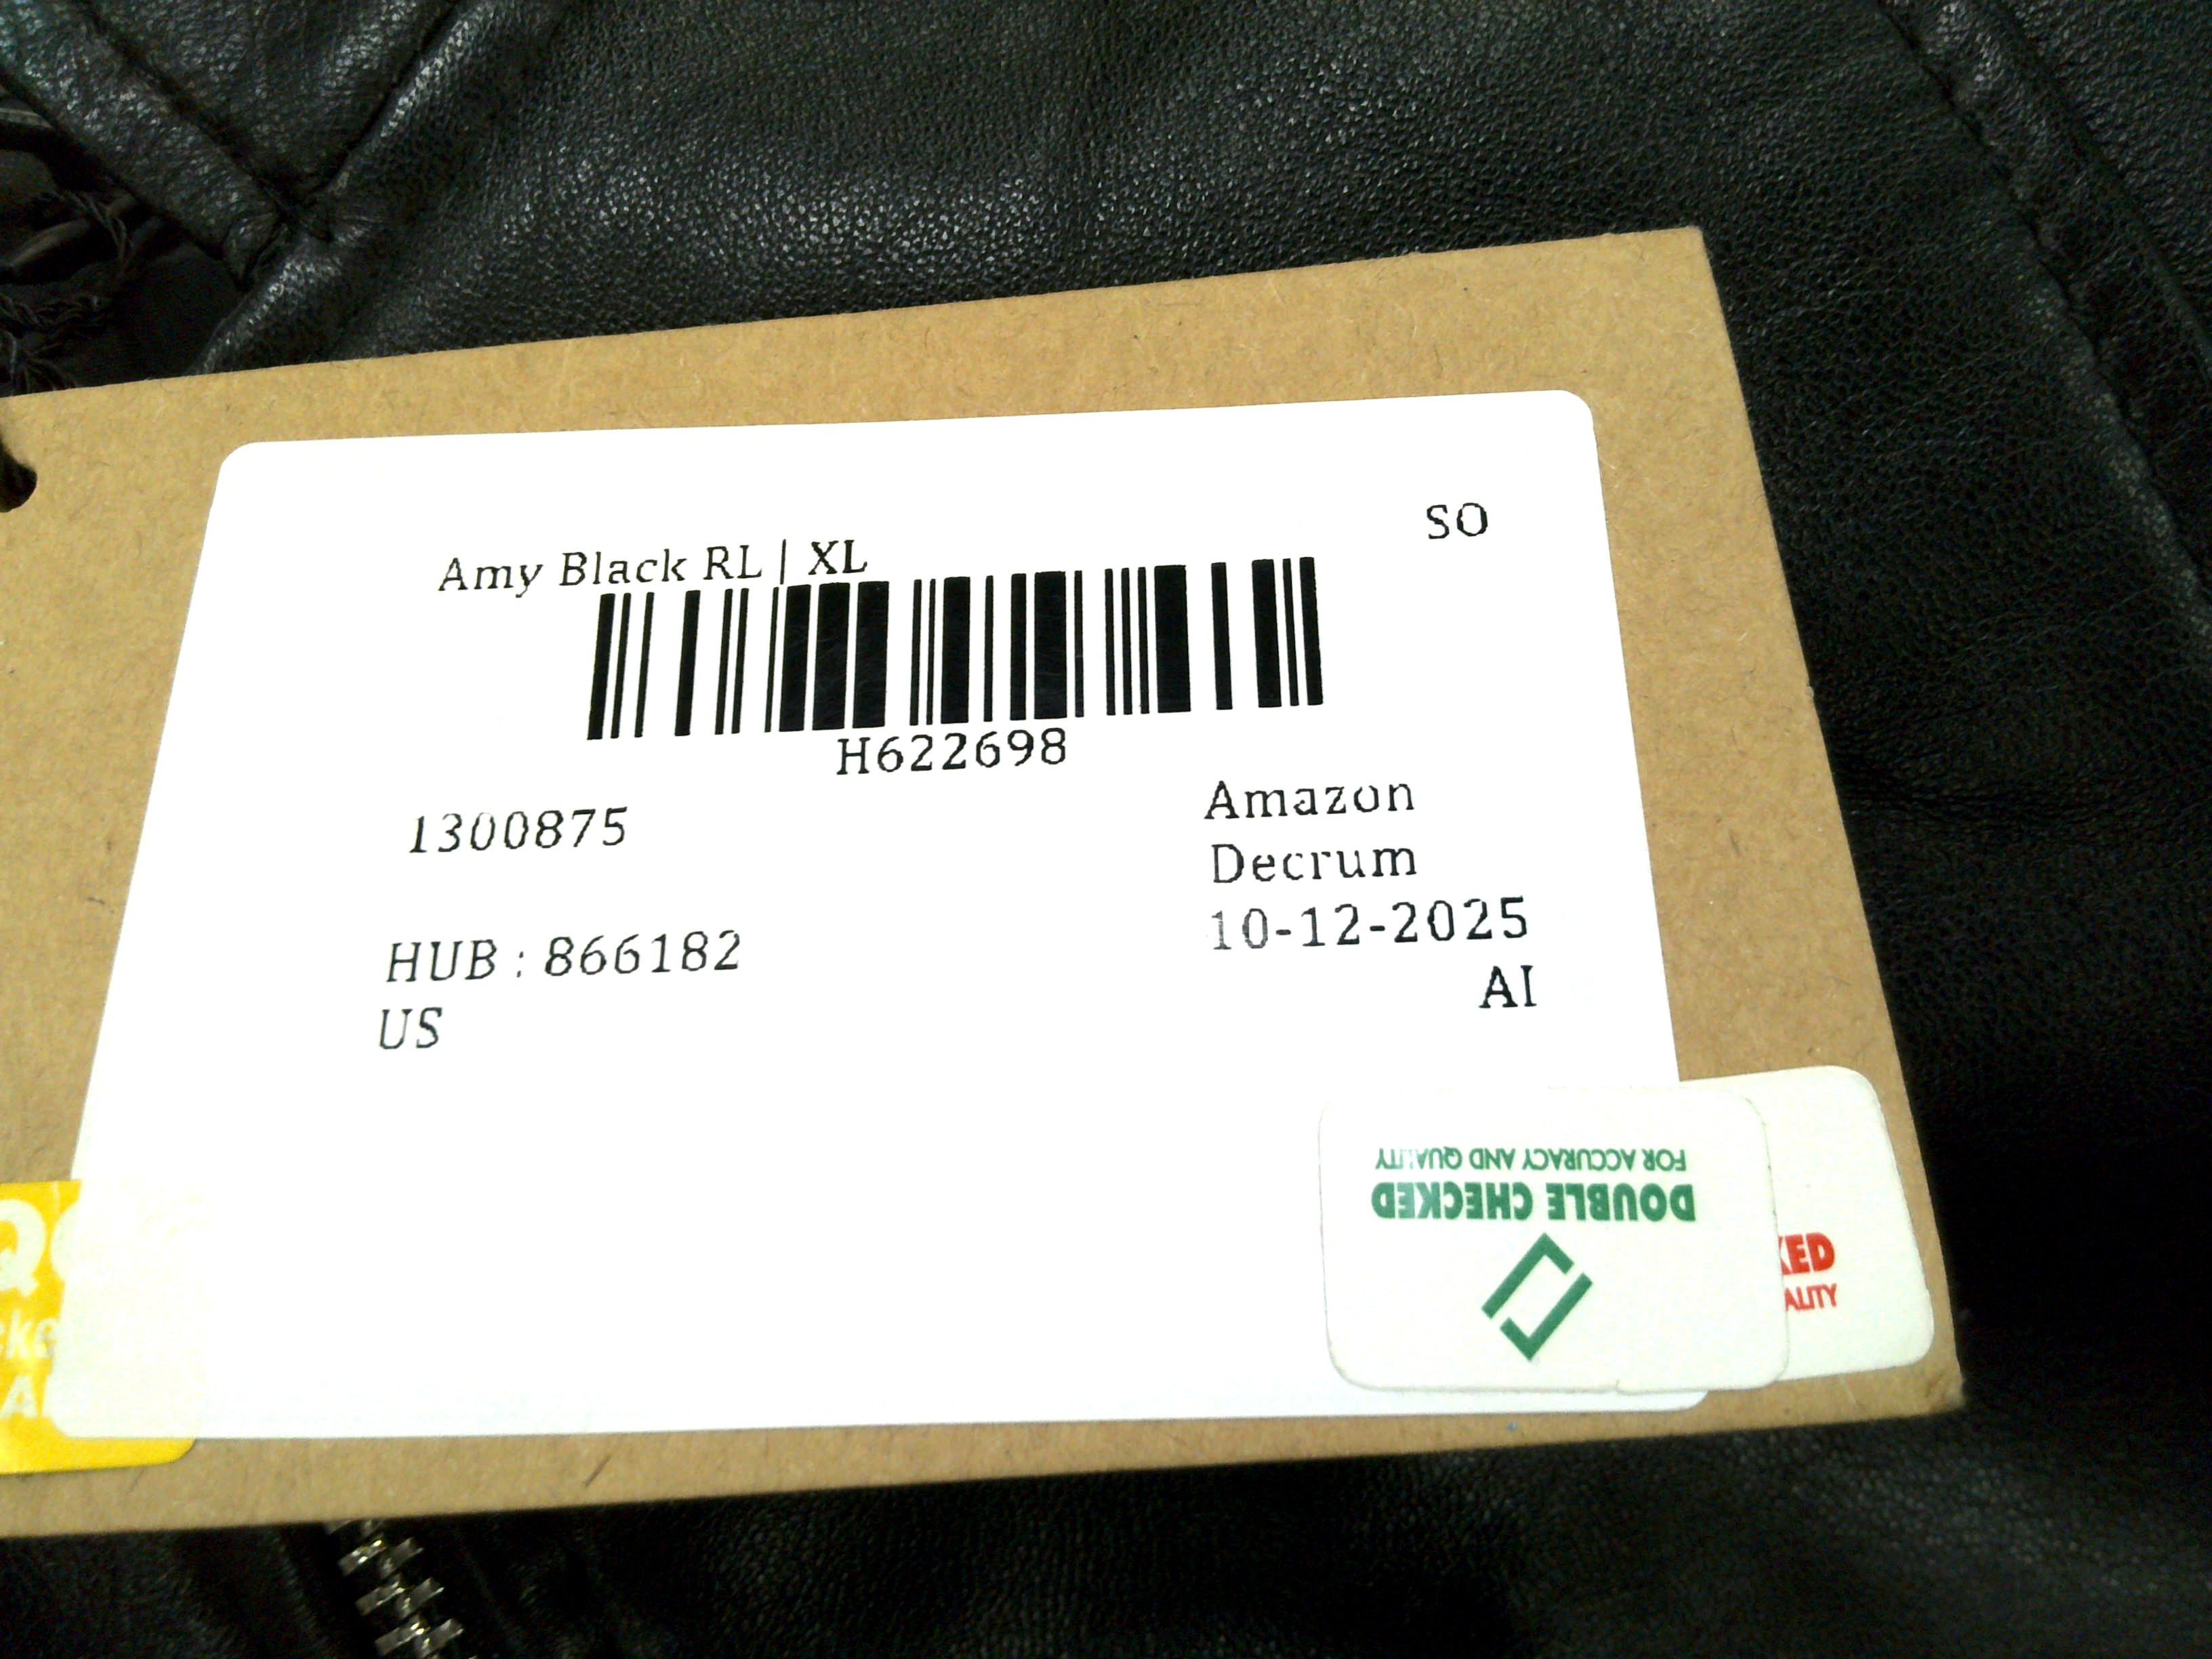 SO
Amy Black RL | XL
H622698
1300875
Amazon
Decrum
HUB : 866182
10-12-2025
US
AI
DOUBLE CHECKED
FOR ACCURACY AND QUALITY